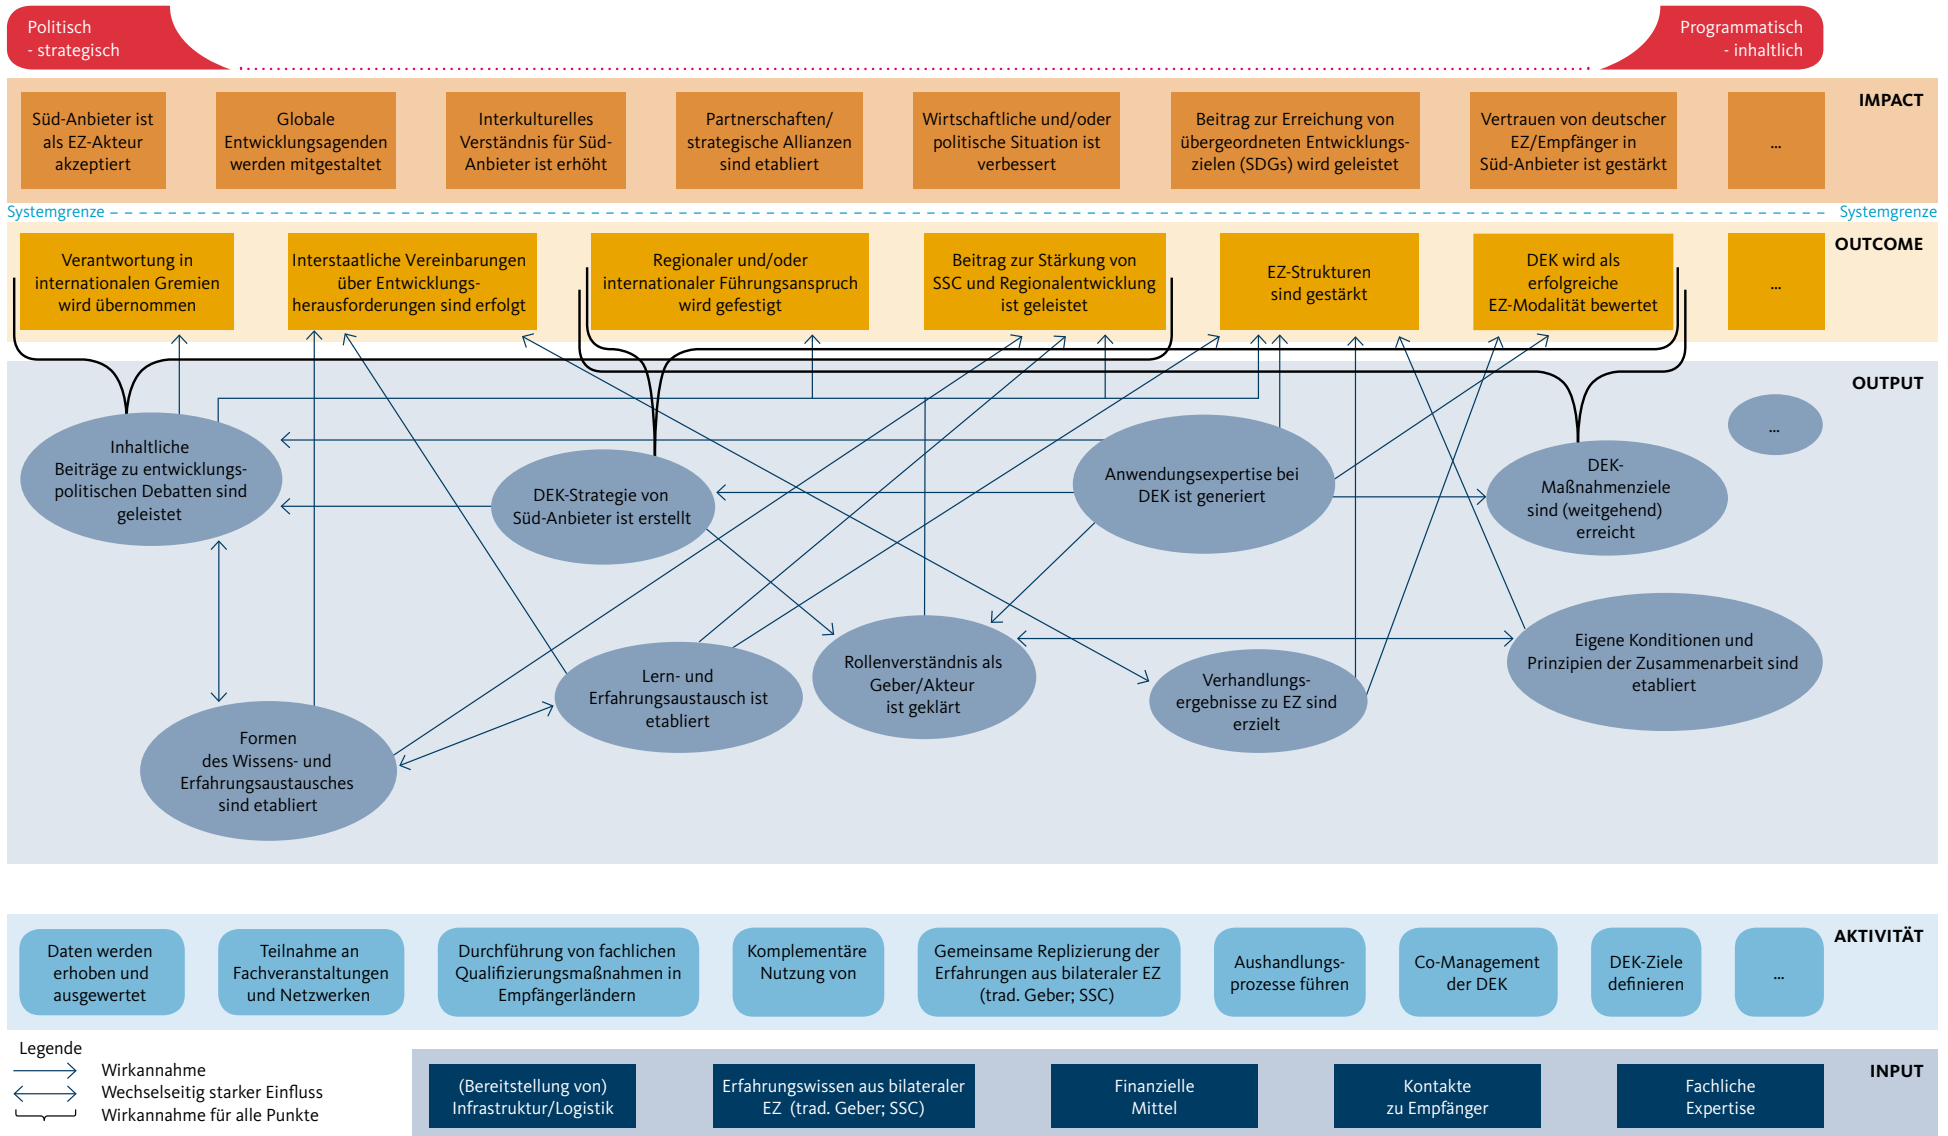 Politisch
- strategisch
Programmatisch
- inhaltlich
IMPACT
Süd-Anbieter ist
als EZ-Akteur
akzeptiert
Globale
Entwicklungsagenden
werden mitgestaltet
Interkulturelles
Verständnis für Süd-
Anbieter ist erhöht
Partnerschaften/
strategische Allianzen
sind etabliert
Wirtschaftliche und/oder
politische Situation ist
verbessert
Beitrag zur Erreichung von
übergeordneten Entwicklungs-
zielen (SDGs) wird geleistet
Vertrauen von deutscher
EZ/Empfänger in
Süd-Anbieter ist gestärkt
...
Systemgrenze
Systemgrenze
OUTCOME
Verantwortung in
internationalen Gremien
wird übernommen
Interstaatliche Vereinbarungen
über Entwicklungs-
herausforderungen sind erfolgt
Regionaler und/oder
internationaler Führungsanspruch
wird gefestigt
Beitrag zur Stärkung von
SSC und Regionalentwicklung
ist geleistet
EZ-Strukturen
sind gestärkt
DEK wird als
erfolgreiche
EZ-Modalität bewertet
...
OUTPUT
Inhaltliche
Beiträge zu entwicklungs-
politischen Debatten sind
geleistet
DEK-Strategie von
Süd-Anbieter ist erstellt
Anwendungsexpertise bei
DEK ist generiert
DEK-
Maßnahmenziele
sind (weitgehend)
erreicht
...
Formen
des Wissens- und
Erfahrungsaustausches
sind etabliert
Lern- und
Erfahrungsaustausch ist
etabliert
Rollenverständnis als
Geber/Akteur
ist geklärt
Verhandlungs-
ergebnisse zu EZ sind
erzielt
Eigene Konditionen und
Prinzipien der Zusammenarbeit sind
etabliert
AKTIVITÄT
Daten werden
erhoben und
ausgewertet
Teilnahme an
Fachveranstaltungen
und Netzwerken
Durchführung von fachlichen
Qualifizierungsmaßnahmen in
Empfängerländern
Komplementäre
Nutzung von
Gemeinsame Replizierung der
Erfahrungen aus bilateraler EZ
(trad. Geber; SSC)
Aushandlungs-
prozesse führen
Co-Management
der DEK
DEK-Ziele
definieren
...
Legende
Wirkannahme
Wechselseitig starker Einfluss
Wirkannahme für alle Punkte
INPUT
(Bereitstellung von)
Infrastruktur/Logistik
Erfahrungswissen aus bilateraler
EZ (trad. Geber; SSC)
Finanzielle
Mittel
Kontakte
zu Empfänger
Fachliche
Expertise